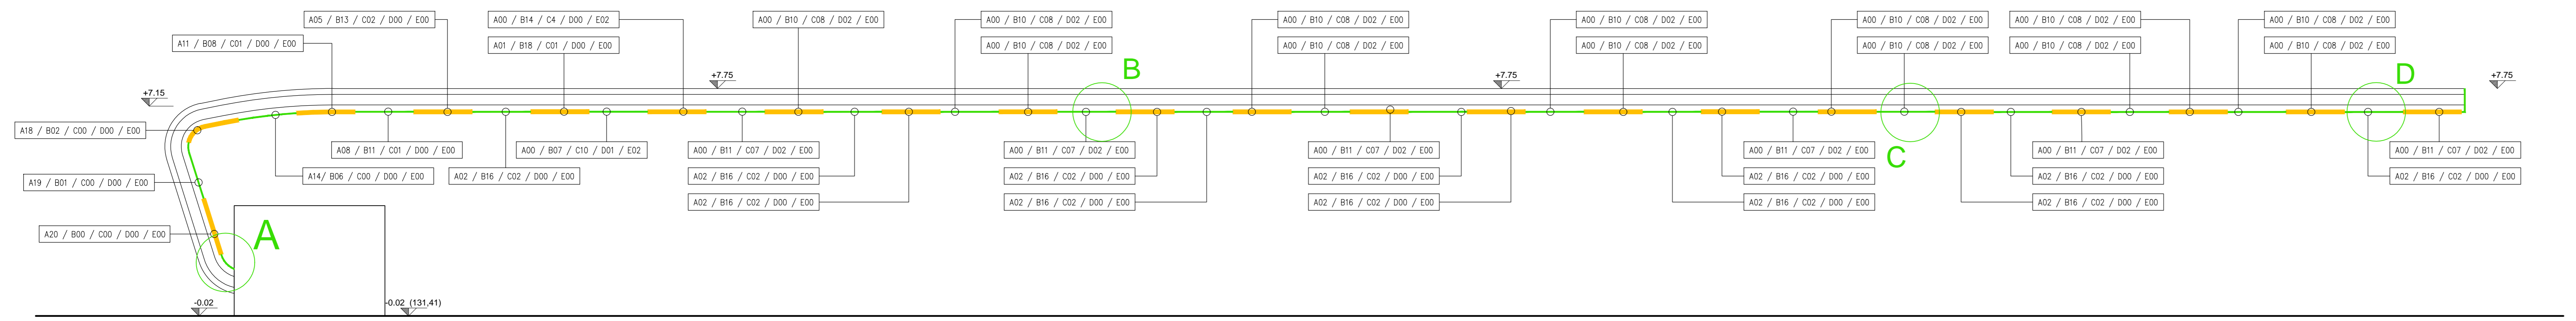 A05 / B13 / C02 / D00 / E00
A00 / B14 / C4 / D00 / E02
A00 / B10 / C08 / D02 / E00
A00 / B10 / C08 / D02 / E00
A00 / B10 / C08 / D02 / E00
A00 / B10 / C08 / D02 / E00
A00 / B10 / C08 / D02 / E00
A00 / B10 / C08 / D02 / E00
A00 / B10 / C08 / D02 / E00
A11 / B08 / C01 / D00 / E00
A01 / B18 / C01 / D00 / E00
A00 / B10 / C08 / D02 / E00
A00 / B10 / C08 / D02 / E00
A00 / B10 / C08 / D02 / E00
A00 / B10 / C08 / D02 / E00
A00 / B10 / C08 / D02 / E00
A00 / B10 / C08 / D02 / E00
B
D
+7.75
+7.75
+7.75
+7.15
A18 / B02 / C00 / D00 / E00
A08 / B11 / C01 / D00 / E00
A00 / B07 / C10 / D01 / E02
A00 / B11 / C07 / D02 / E00
A00 / B11 / C07 / D02 / E00
A00 / B11 / C07 / D02 / E00
A00 / B11 / C07 / D02 / E00
C
A00 / B11 / C07 / D02 / E00
A00 / B11 / C07 / D02 / E00
A19 / B01 / C00 / D00 / E00
A14/ B06 / C00 / D00 / E00
A02 / B16 / C02 / D00 / E00
A02 / B16 / C02 / D00 / E00
A02 / B16 / C02 / D00 / E00
A02 / B16 / C02 / D00 / E00
A02 / B16 / C02 / D00 / E00
A02 / B16 / C02 / D00 / E00
A02 / B16 / C02 / D00 / E00
A02 / B16 / C02 / D00 / E00
A02 / B16 / C02 / D00 / E00
A02 / B16 / C02 / D00 / E00
A02 / B16 / C02 / D00 / E00
A02 / B16 / C02 / D00 / E00
A20 / B00 / C00 / D00 / E00
A
-0.02
-0.02 (131,41)